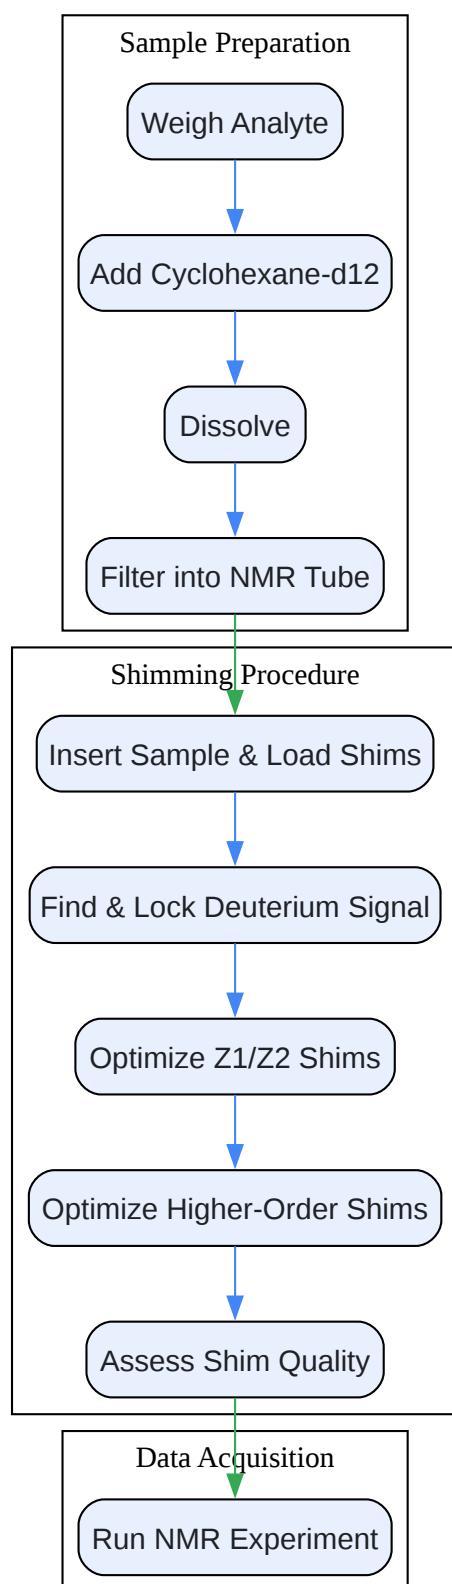 Sample Preparation
Weigh Analyte
Add Cyclohexane-d12
Dissolve
Filter into NMR Tube
Shimming Procedure
Insert Sample & Load Shims
Find & Lock Deuterium Signal
Optimize Z1/Z2 Shims
Optimize Higher-Order Shims
Assess Shim Quality
Data Acquisition
Run NMR Experiment